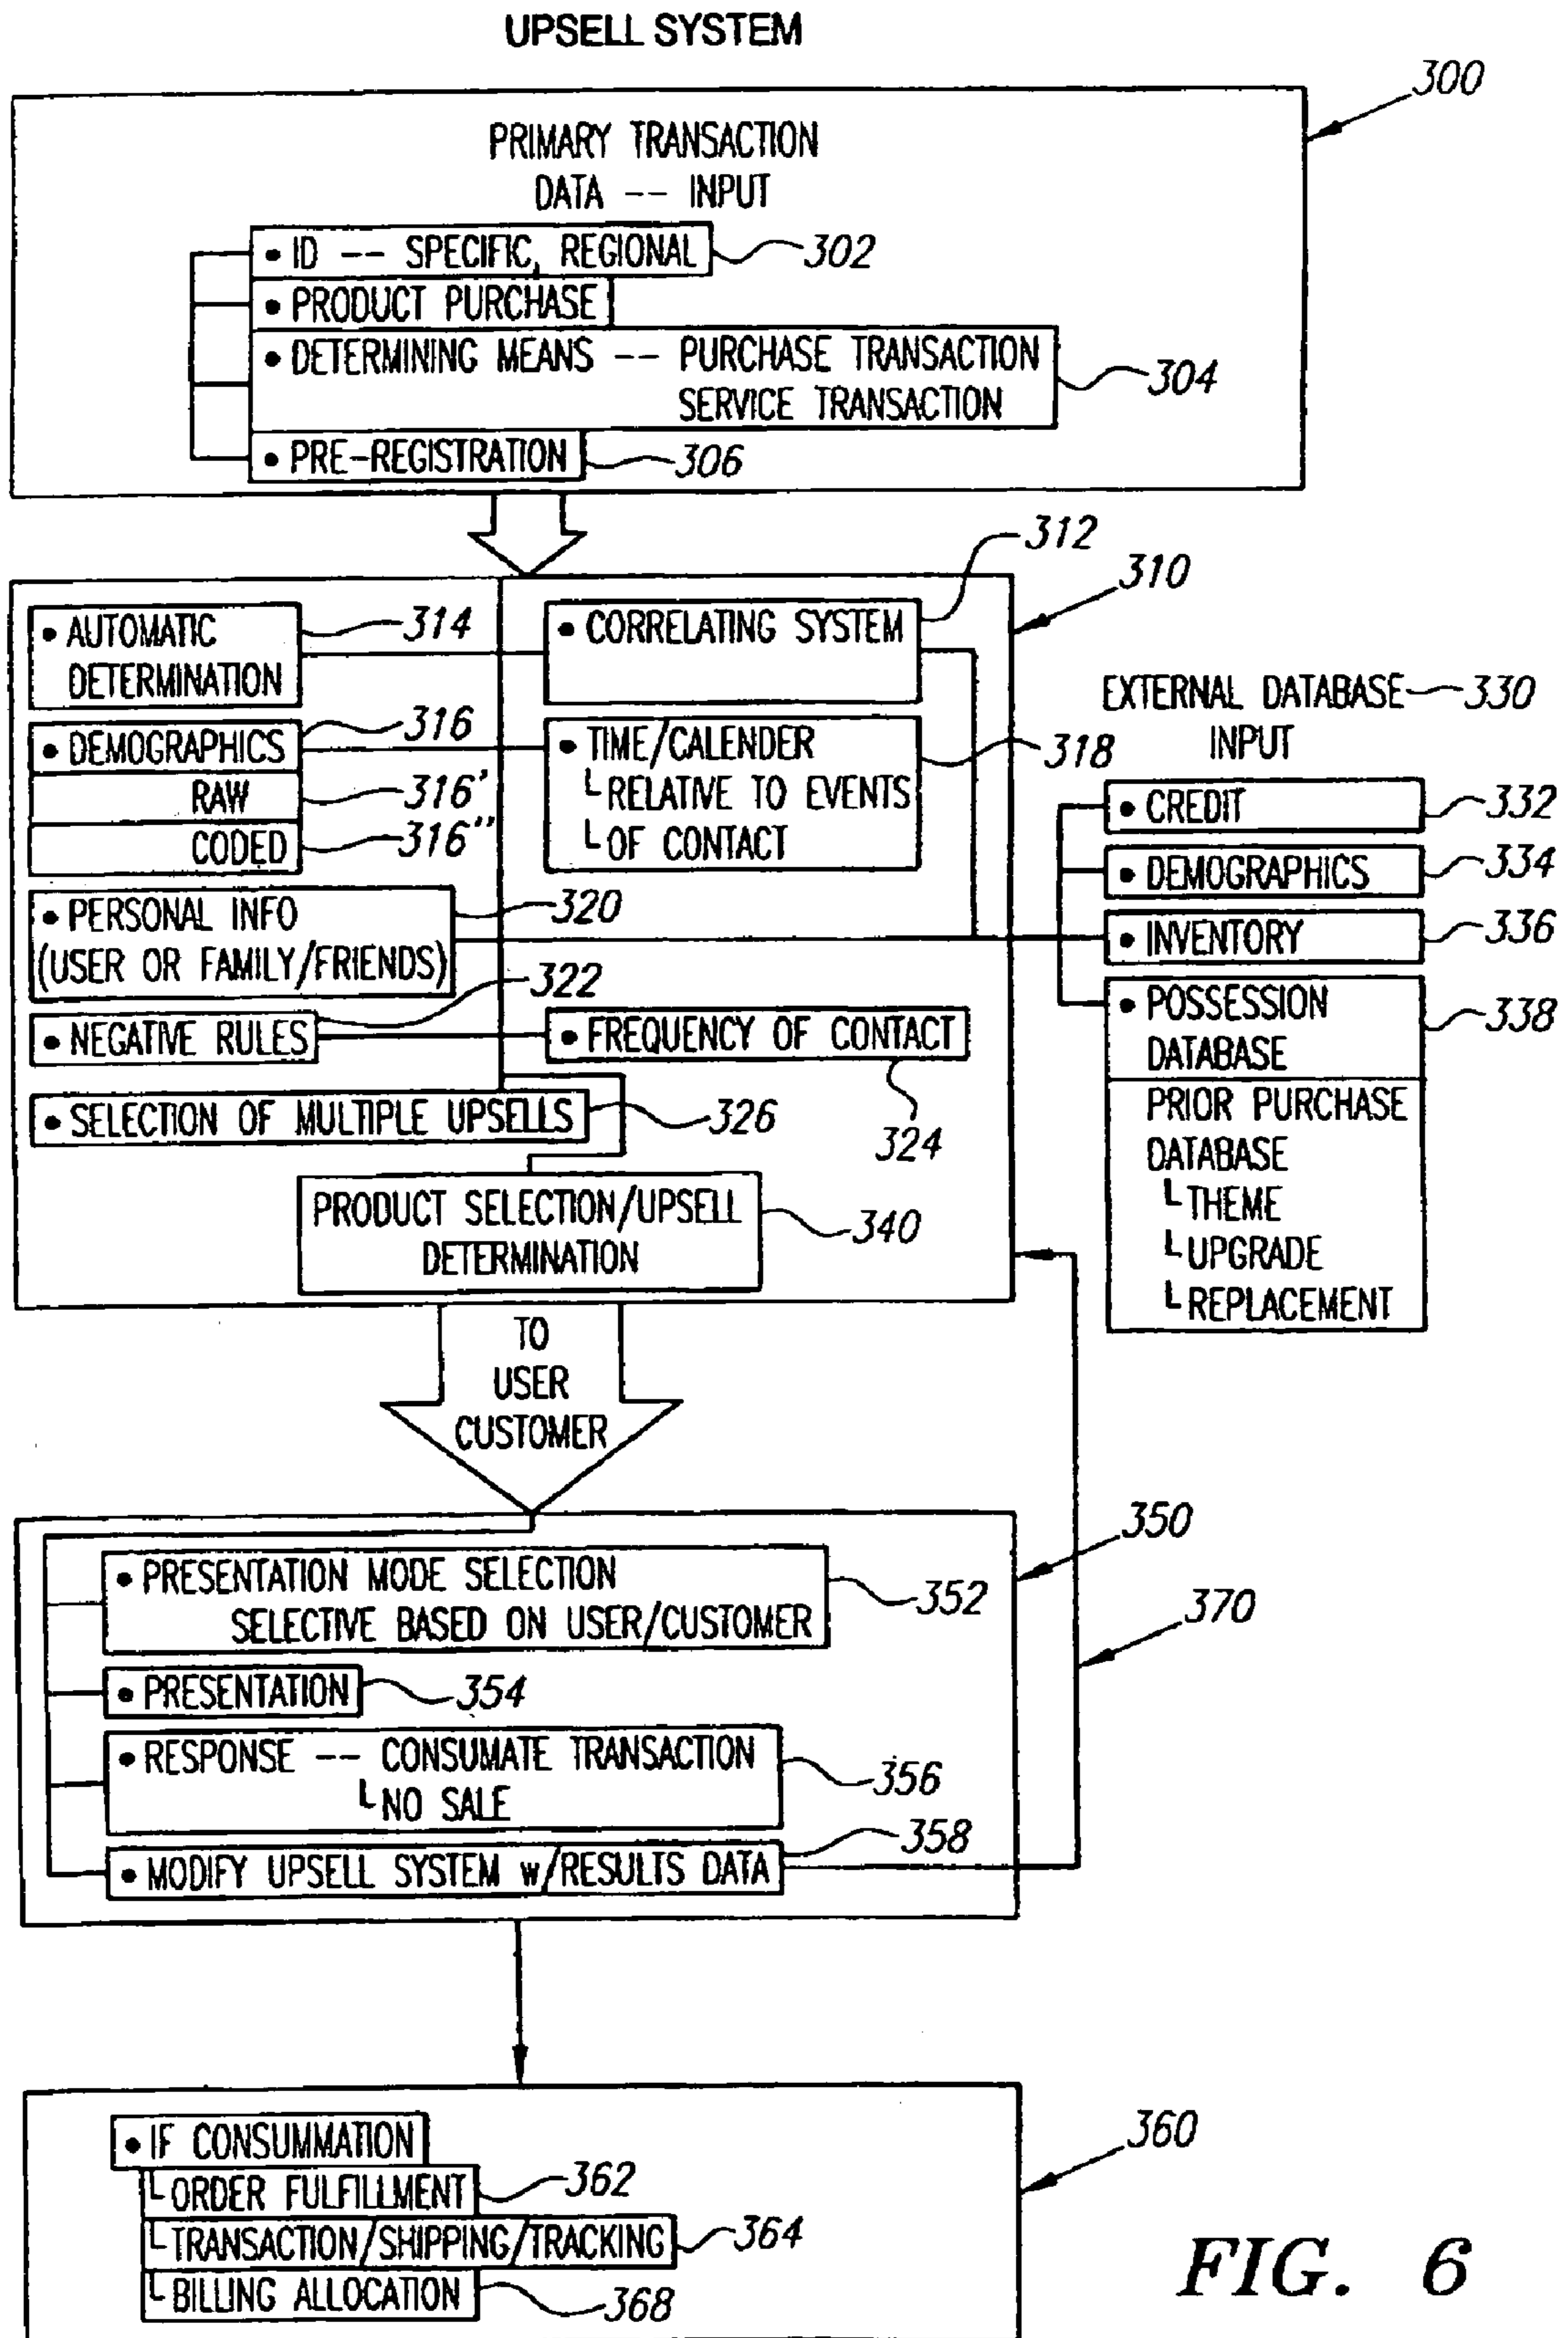 UPSELL SYSTEM
300
PRIMARY TRANSACTION
DATA -- INPUT
• ID -- SPECIFIC, REGIONAL 302
• PRODUCT PURCHASE
• DETERMINING MEANS -- PURCHASE TRANSACTION
SERVICE TRANSACTION 304
• PRE-REGISTRATION 306
312
310
• AUTOMATIC
DETERMINATION 314
• CORRELATING SYSTEM
• DEMOGRAPHICS 316
RAW 316'
CODED 316"
• TIME/CALENDER 318
└ RELATIVE TO EVENTS
└ OF CONTACT
• PERSONAL INFO 320
(USER OR FAMILY/FRIENDS)
322
• NEGATIVE RULES
• FREQUENCY OF CONTACT
324
• SELECTION OF MULTIPLE UPSELLS 326
PRODUCT SELECTION/UPSELL
DETERMINATION 340
EXTERNAL DATABASE 330
INPUT
• CREDIT 332
• DEMOGRAPHICS 334
• INVENTORY 336
• POSSESSION
DATABASE 338
PRIOR PURCHASE
DATABASE
└ THEME
└ UPGRADE
└ REPLACEMENT
TO
USER
CUSTOMER
350
370
• PRESENTATION MODE SELECTION
SELECTIVE BASED ON USER/CUSTOMER 352
• PRESENTATION 354
• RESPONSE -- CONSUMATE TRANSACTION
└ NO SALE 356
358
• MODIFY UPSELL SYSTEM w/RESULTS DATA
360
• IF CONSUMMATION
└ ORDER FULFILLMENT 362
└ TRANSACTION/SHIPPING/TRACKING 364
└ BILLING ALLOCATION 368
FIG. 6